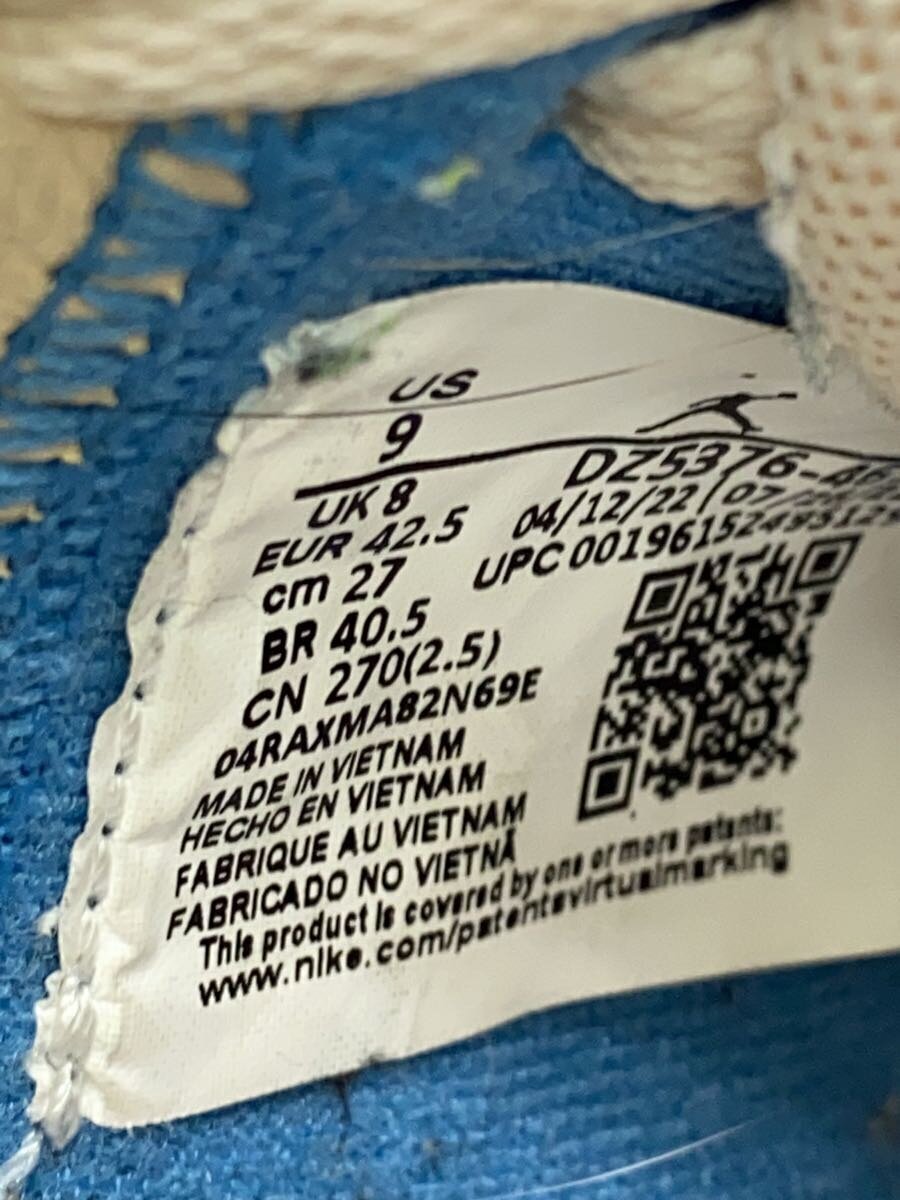 US
9
UK 8
EUR 42.5
cm 27
BR 40.5
CN 270(2.5)
04RAXMA82N69E
MADE IN VIETNAM
HECHO EN VIETNAM
FABRIQUE AU VIETNAM
FABRICADO NO VIETNÃ
This product is covered by one or more patents:
www.nike.com/patentsvirtualmarking
04/12/22
UPC